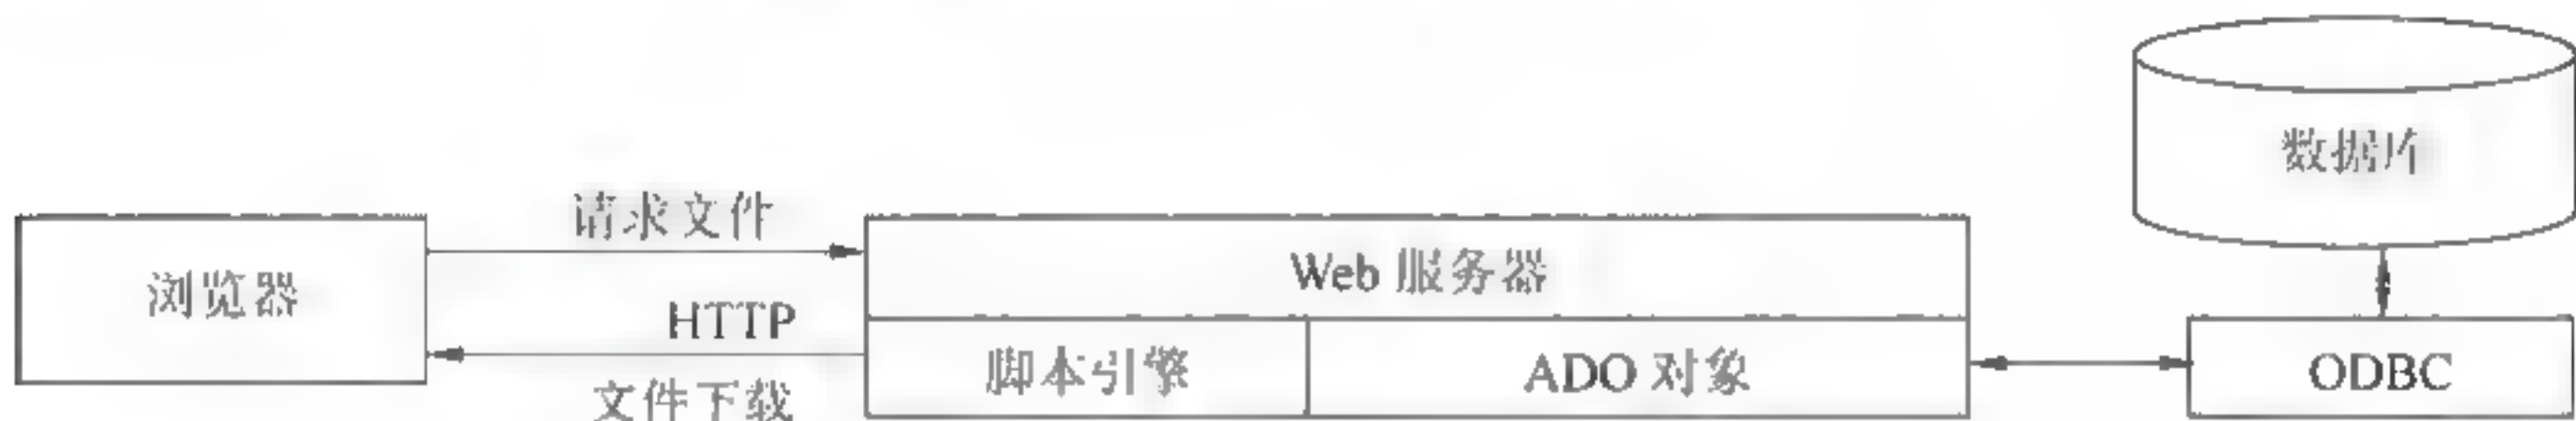 数据库
请求文件
浏览器
Web 服务器
HTTP
脚本引擎
ADO 对象
ODBC
文件下载